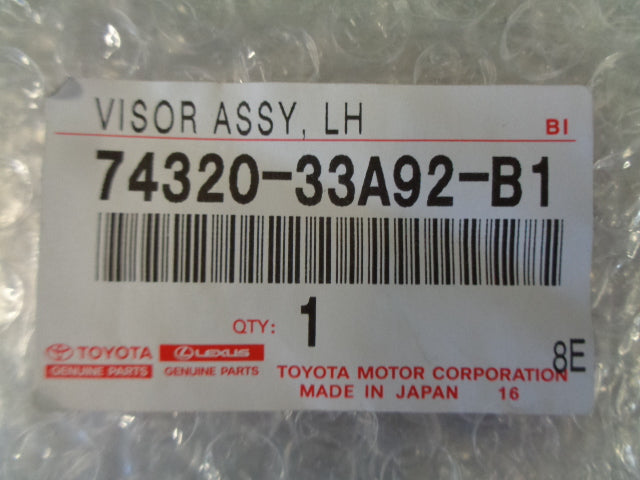 VISOR ASSY, LH BI
74320-33A92-B1
QTY: 1
TOYOTA LEXUS 8E
GENUINE PARTS GENUINE PARTS TOYOTA MOTOR CORPORATION
MADE IN JAPAN 16